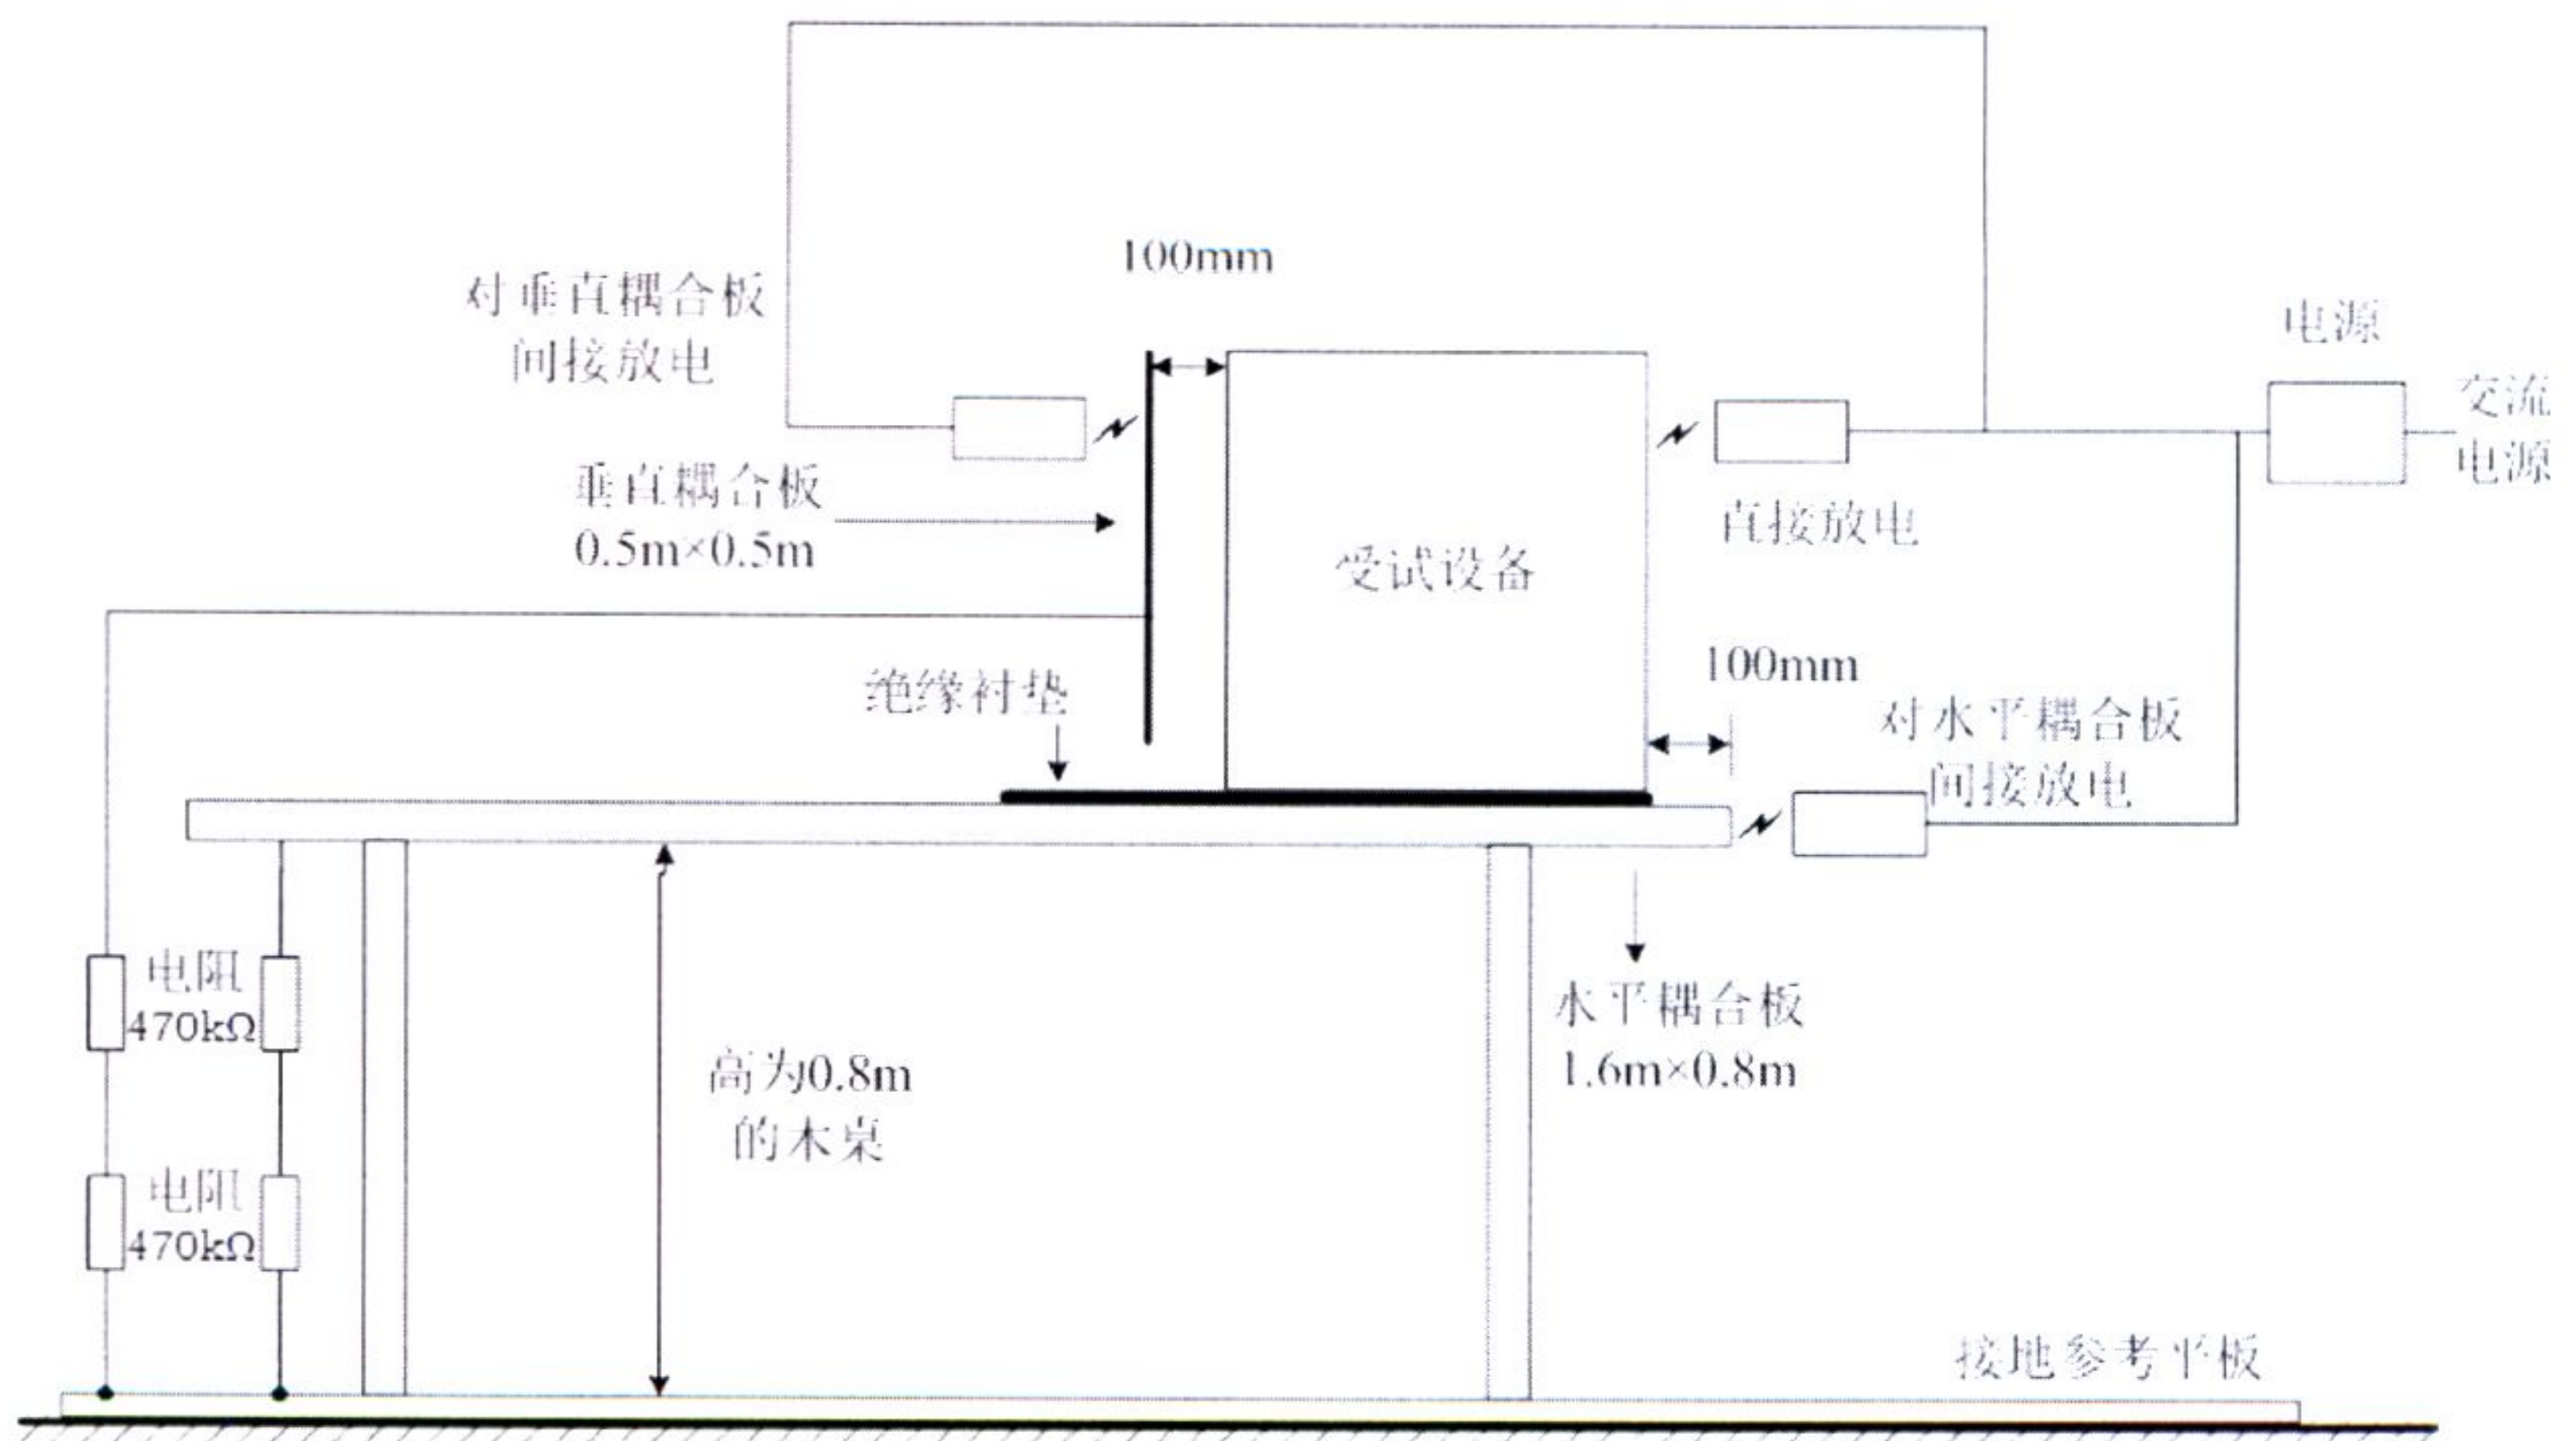 100mm
对垂直耦合板
间接放电
电源
交流
电源
垂直耦合板
0.5m×0.5m
直接放电
受试设备
100mm
绝缘衬垫
对水平耦合板
间接放电
电阻
470kΩ
水平耦合板
1.6m×0.8m
高为0.8m
的木桌
电阻
470kΩ
接地参考平板